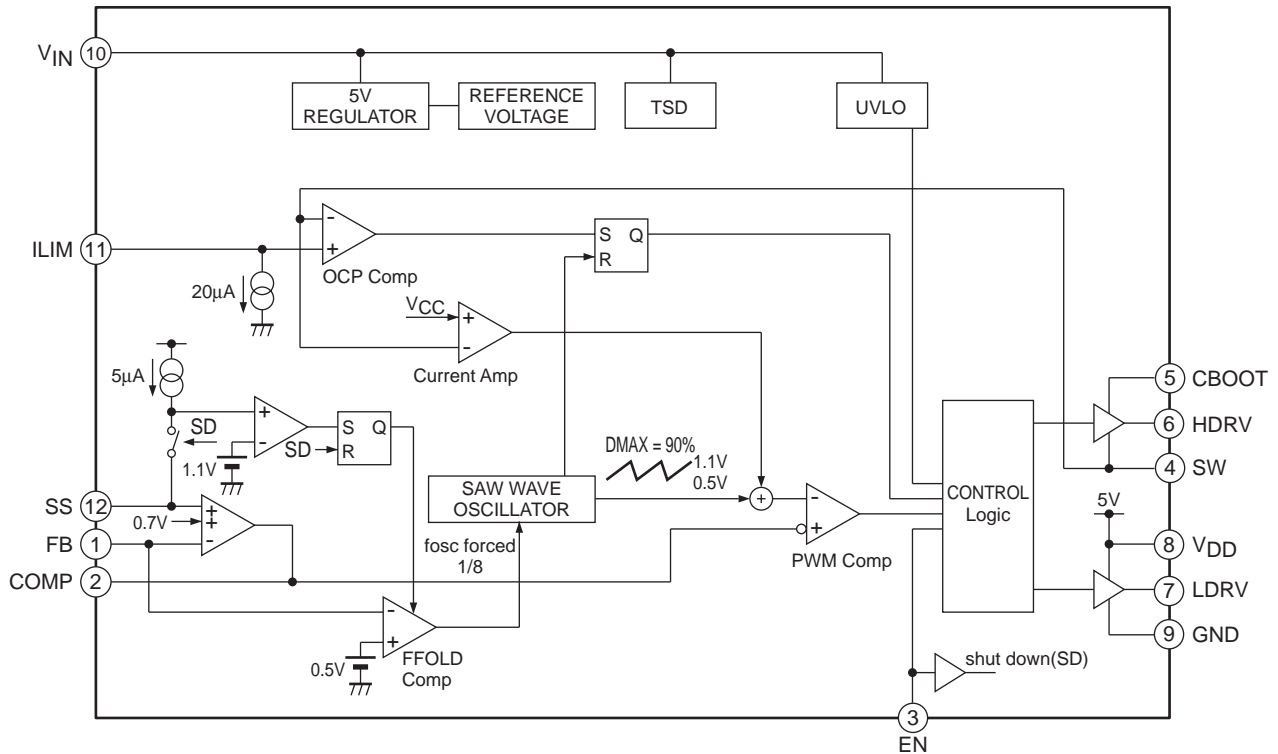 VIN 10
5V
REGULATOR
REFERENCE
VOLTAGE
TSD
UVLO
ILIM 11
-
+
OCP Comp
S Q
R
20µA
VCC
+
-
Current Amp
5µA
SD
+
-
1.1V
S Q
R
SD
SS 12
0.7V
+
+
-
FB 1
COMP 2
SAW WAVE
OSCILLATOR
DMAX = 90%
1.1V
0.5V
+
-
+
PWM Comp
fosc forced
1/8
-
+
0.5V
FFOLD
Comp
CONTROL
Logic
5 CBOOT
6 HDRV
4 SW
5V
8 VDD
7 LDRV
9 GND
shut down(SD)
3
EN